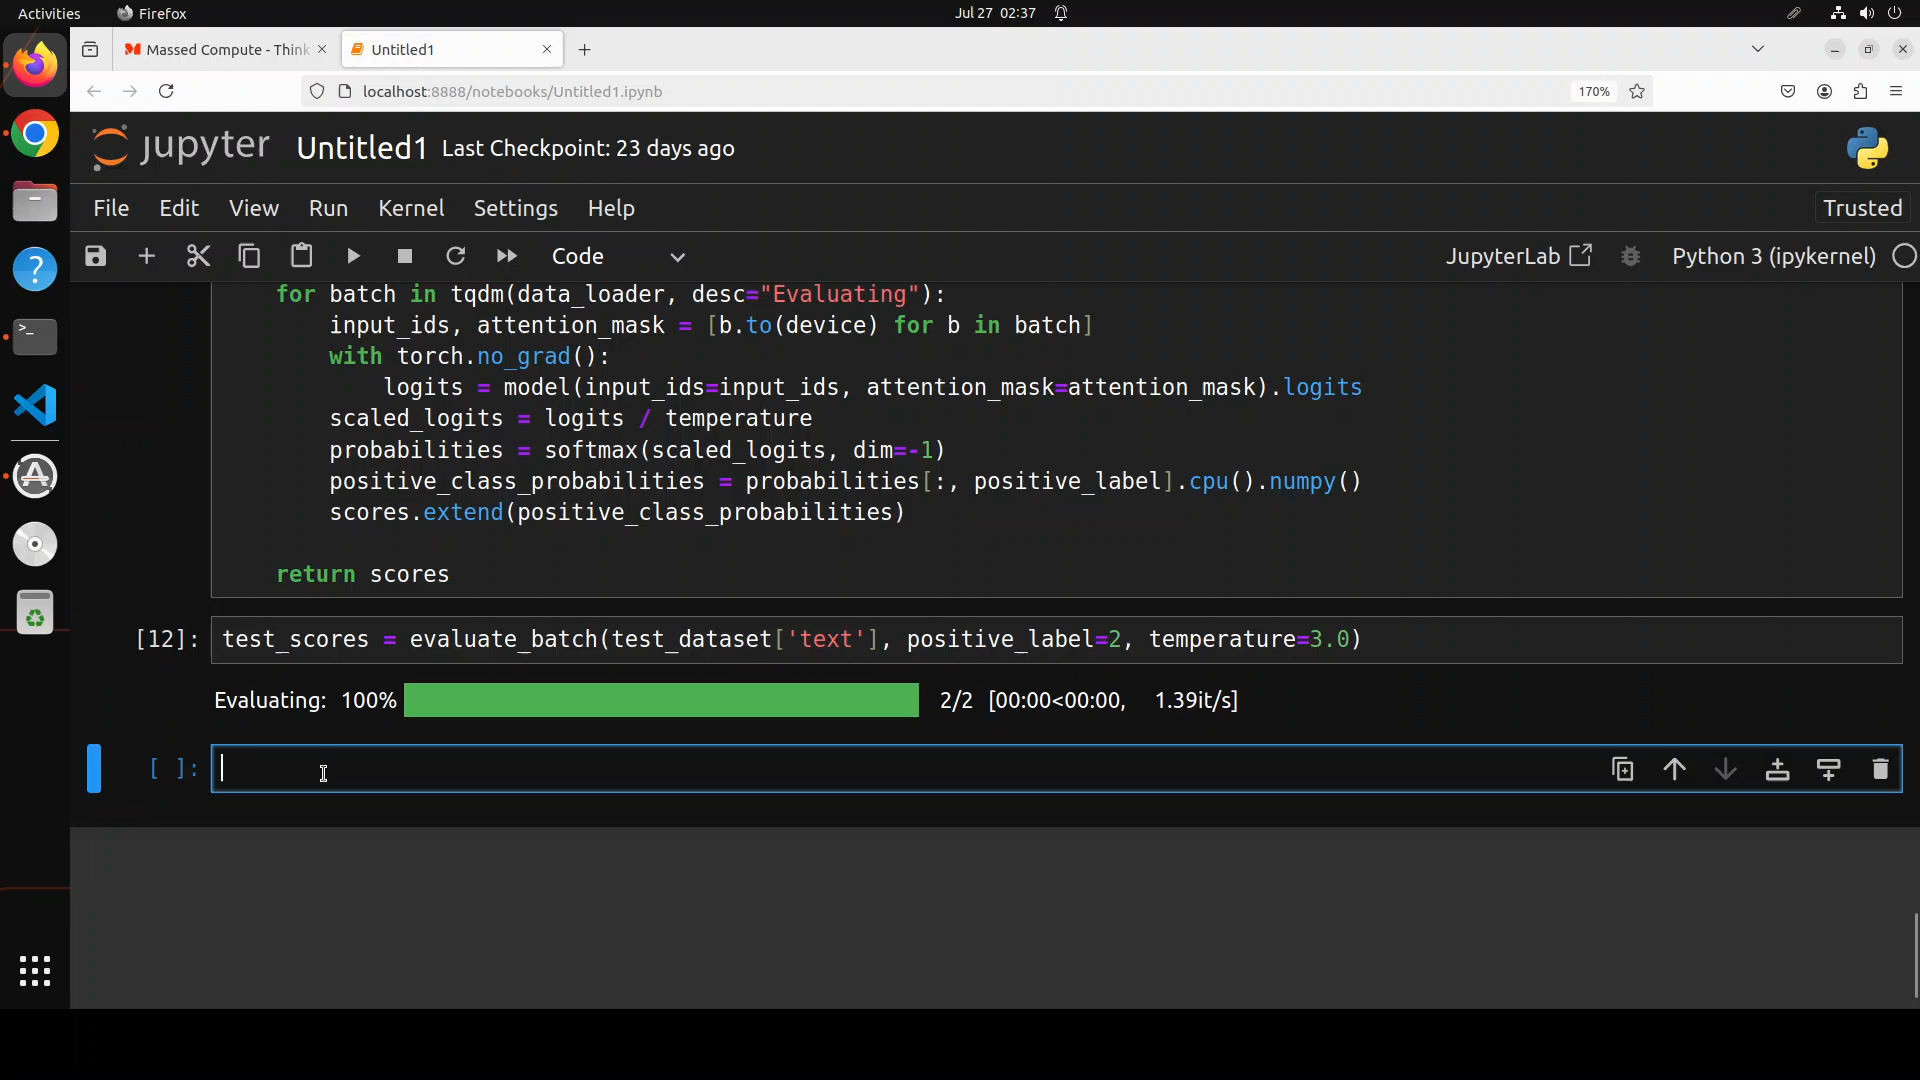 Activities Firefox Jul 27 02:37
Massed Compute - Think Untitled1
localhost:8888/notebooks/Untitled1.ipynb 170%
jupyter Untitled1 Last Checkpoint: 23 days ago
File Edit View Run Kernel Settings Help Trusted
Code JupyterLab Python 3 (ipykernel)
for batch in tqdm(data_loader, desc="Evaluating"):
input_ids, attention_mask = [b.to(device) for b in batch]
with torch.no_grad():
logits = model(input_ids=input_ids, attention_mask=attention_mask).logits
scaled_logits = logits / temperature
probabilities = softmax(scaled_logits, dim=-1)
positive_class_probabilities = probabilities[:, positive_label].cpu().numpy()
scores.extend(positive_class_probabilities)
return scores
[12]: test_scores = evaluate_batch(test_dataset['text'], positive_label=2, temperature=3.0)
Evaluating: 100% 2/2 [00:00<00:00, 1.39it/s]
[ ]: